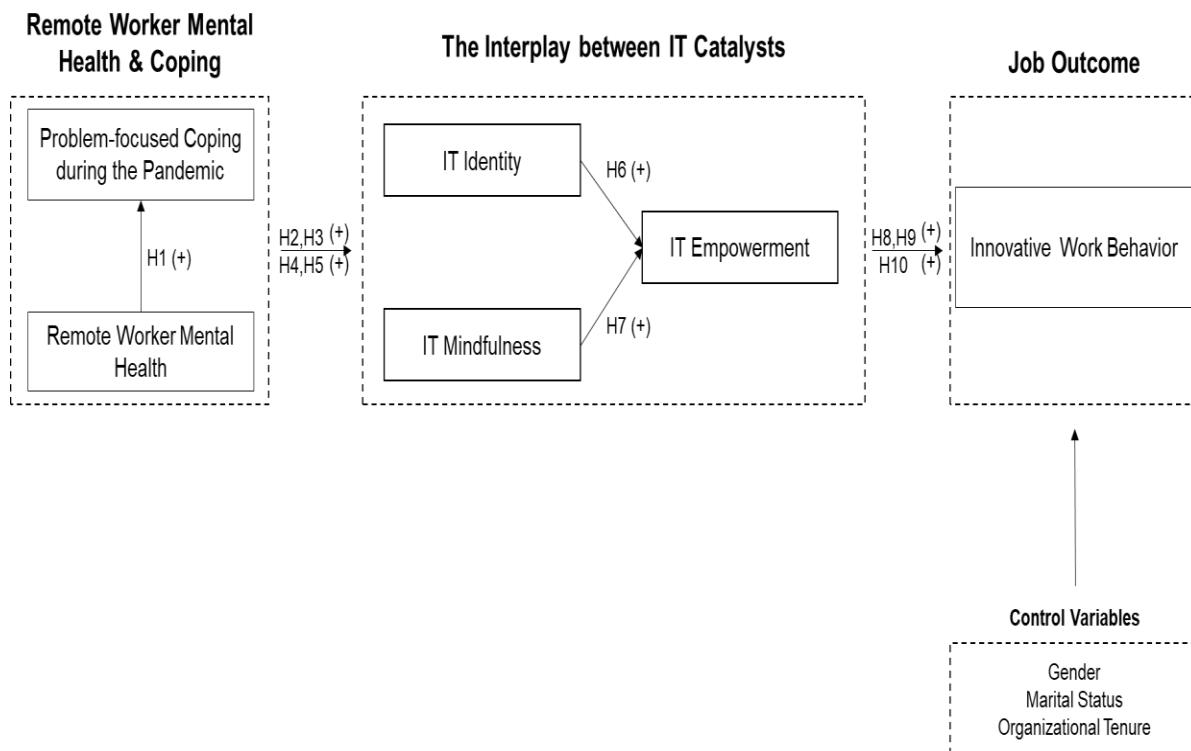 Remote Worker Mental
Health & Coping
Problem-focused Coping
during the Pandemic
H1 (+)
Remote Worker Mental
Health
H2,H3 (+)
H4,H5 (+)
The Interplay between IT Catalysts
IT Identity
H6 (+)
IT Empowerment
IT Mindfulness
H7 (+)
H8,H9 (+)
H10 (+)
Job Outcome
Innovative Work Behavior
Control Variables
Gender
Marital Status
Organizational Tenure